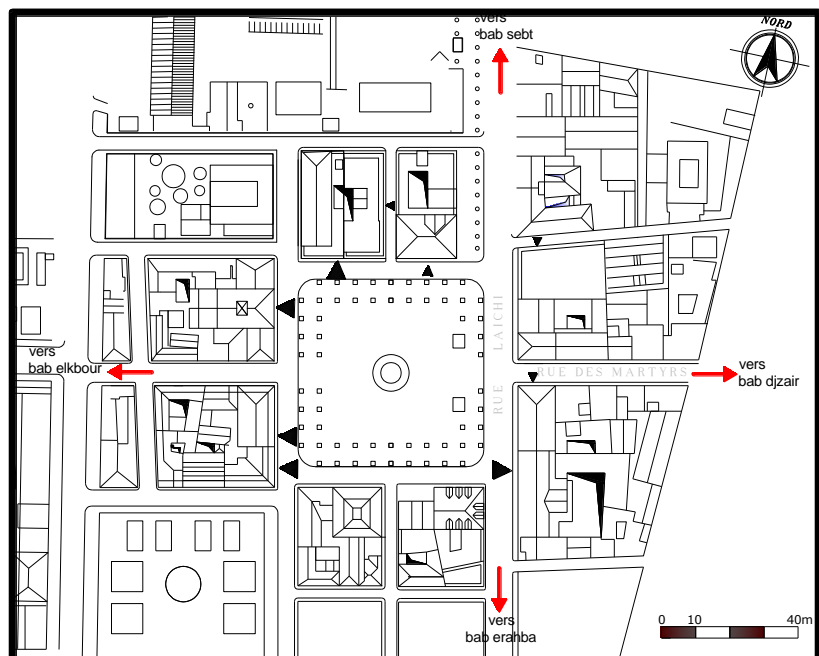 vers
bab sebt
NORD
RUE LAICHI
vers
bab elkbour
RUE DES MARTYRS
vers
bab djzair
vers
bab erahba
0 10 40m